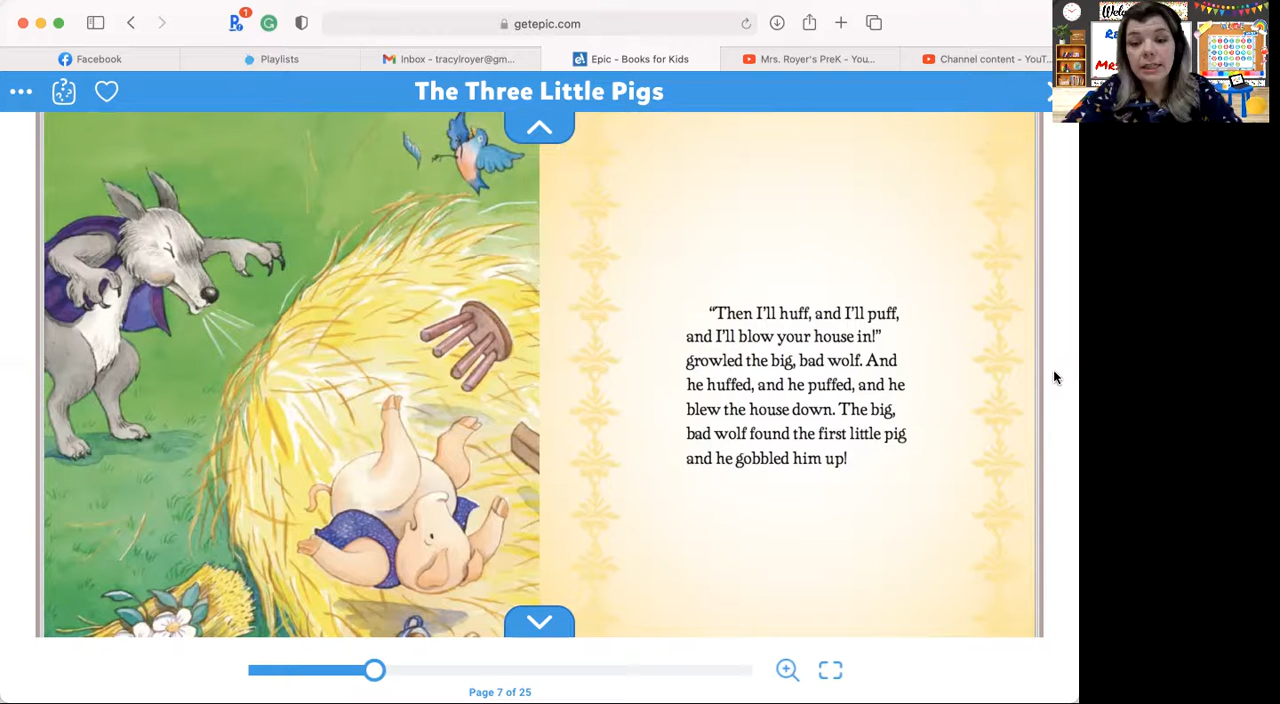 getepic.com
1
Facebook
Playlists
Inbox - tracylroyer@gm...
Epic - Books for Kids
Mrs. Royer's PreK - You...
Channel content - YouT...
The Three Little Pigs
“Then I’ll huff, and I’ll puff,
and I’ll blow your house in!”
growled the big, bad wolf. And
he huffed, and he puffed, and he
blew the house down. The big,
bad wolf found the first little pig
and he gobbled him up!
Page 7 of 25